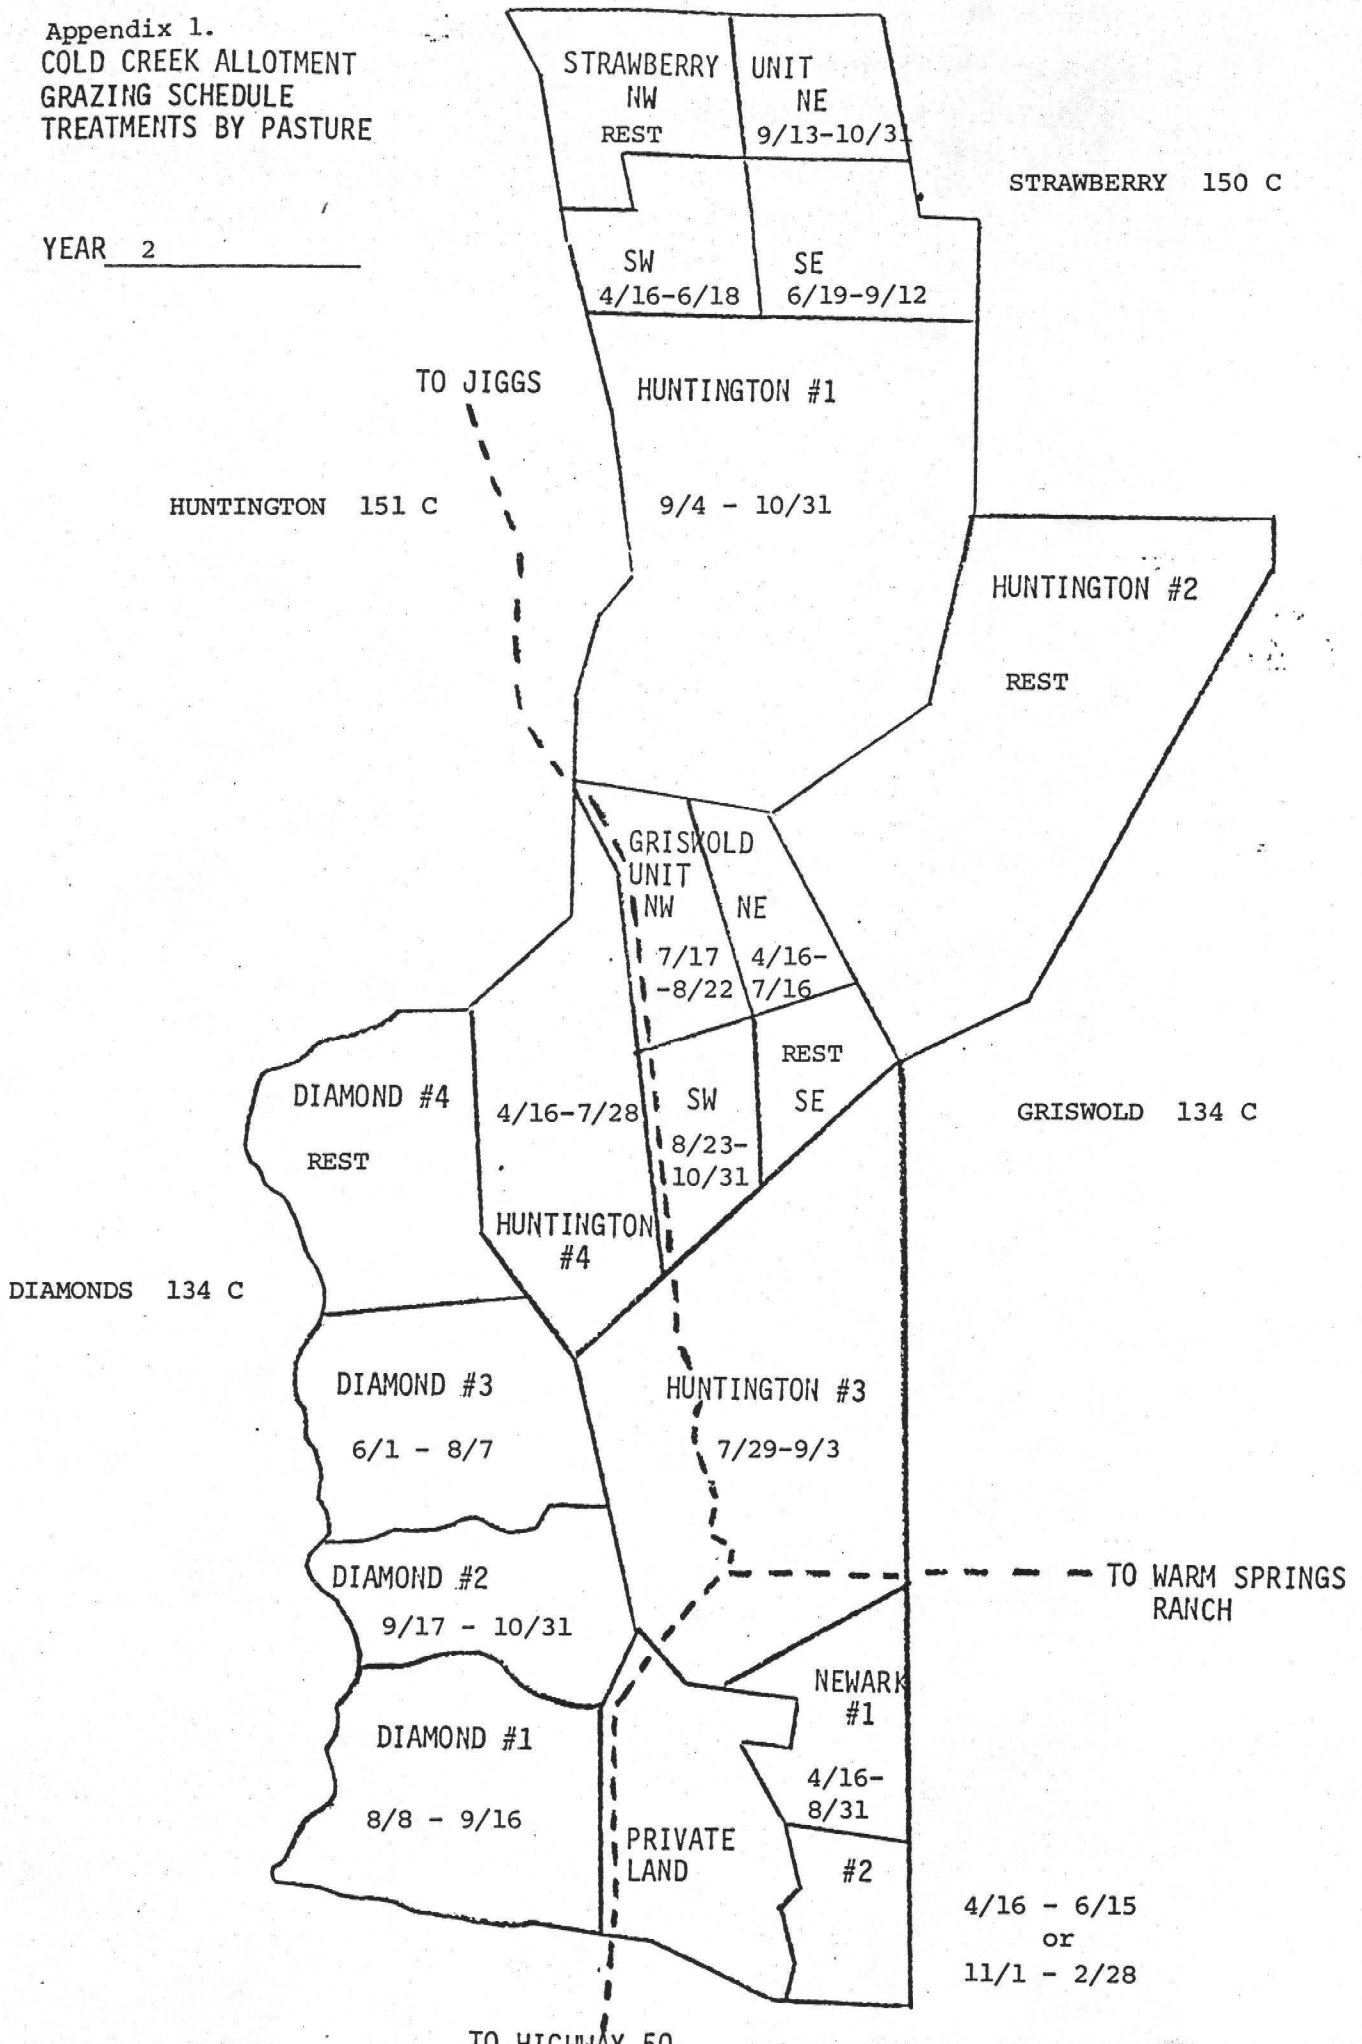 Appendix 1.
COLD CREEK ALLOTMENT
GRAZING SCHEDULE
TREATMENTS BY PASTURE
YEAR 2
STRAWBERRY UNIT
NW NE
REST 9/13-10/31
STRAWBERRY 150 C
SW SE
4/16-6/18 6/19-9/12
TO JIGGS
HUNTINGTON #1
HUNTINGTON 151 C
9/4 - 10/31
HUNTINGTON #2
REST
GRISWOLD
UNIT
NW NE
7/17 4/16-
-8/22 7/16
REST
SW SE
8/23-
10/31
GRISWOLD 134 C
DIAMOND #4
REST
4/16-7/28
HUNTINGTON
#4
DIAMONDS 134 C
DIAMOND #3
6/1 - 8/7
HUNTINGTON #3
7/29-9/3
DIAMOND #2
9/17 - 10/31
TO WARM SPRINGS
RANCH
NEWARK
#1
4/16-
8/31
DIAMOND #1
8/8 - 9/16
PRIVATE
LAND
#2
4/16 - 6/15
or
11/1 - 2/28
TO HIGHWAY 50